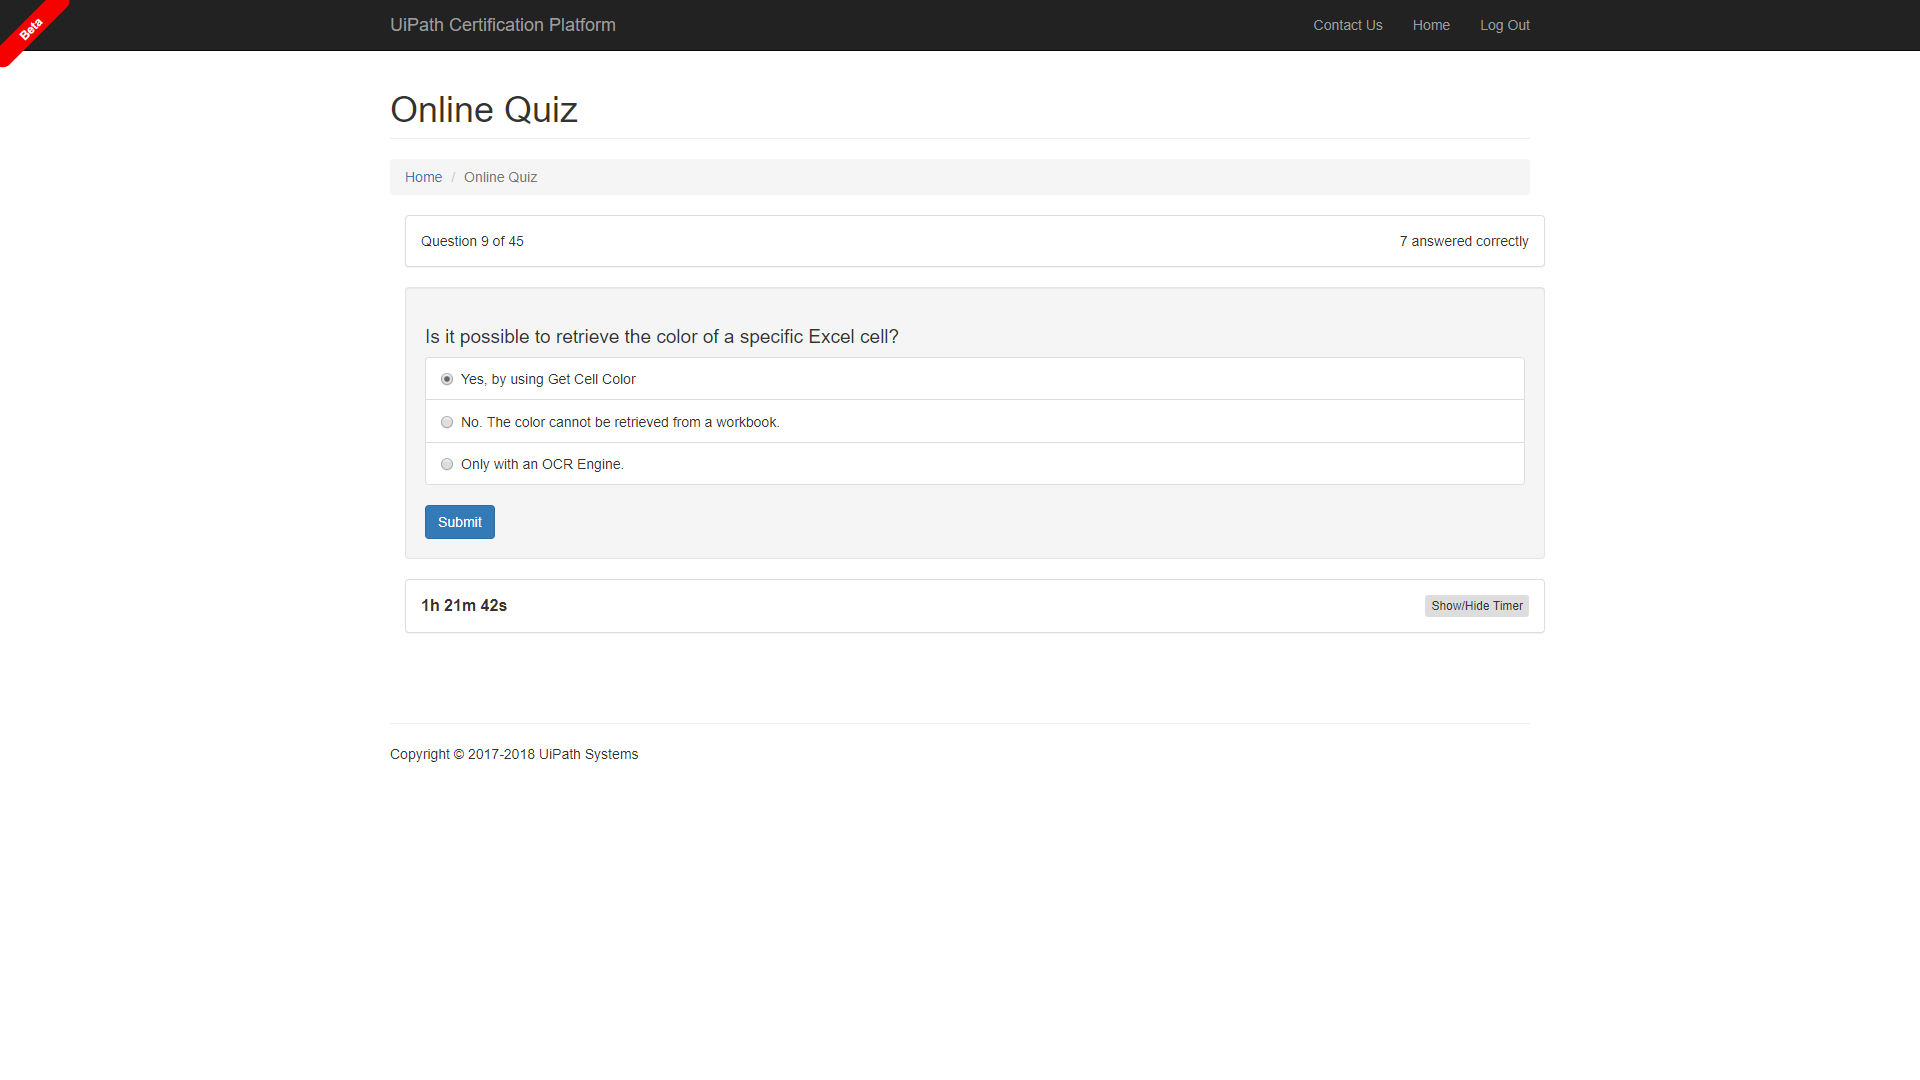 Beta
UiPath Certification Platform
Contact Us
Home
Log Out
Online Quiz
Home / Online Quiz
Question 9 of 45
7 answered correctly
Is it possible to retrieve the color of a specific Excel cell?
Yes, by using Get Cell Color
No. The color cannot be retrieved from a workbook.
Only with an OCR Engine.
Submit
1h 21m 42s
Show/Hide Timer
Copyright © 2017-2018 UiPath Systems